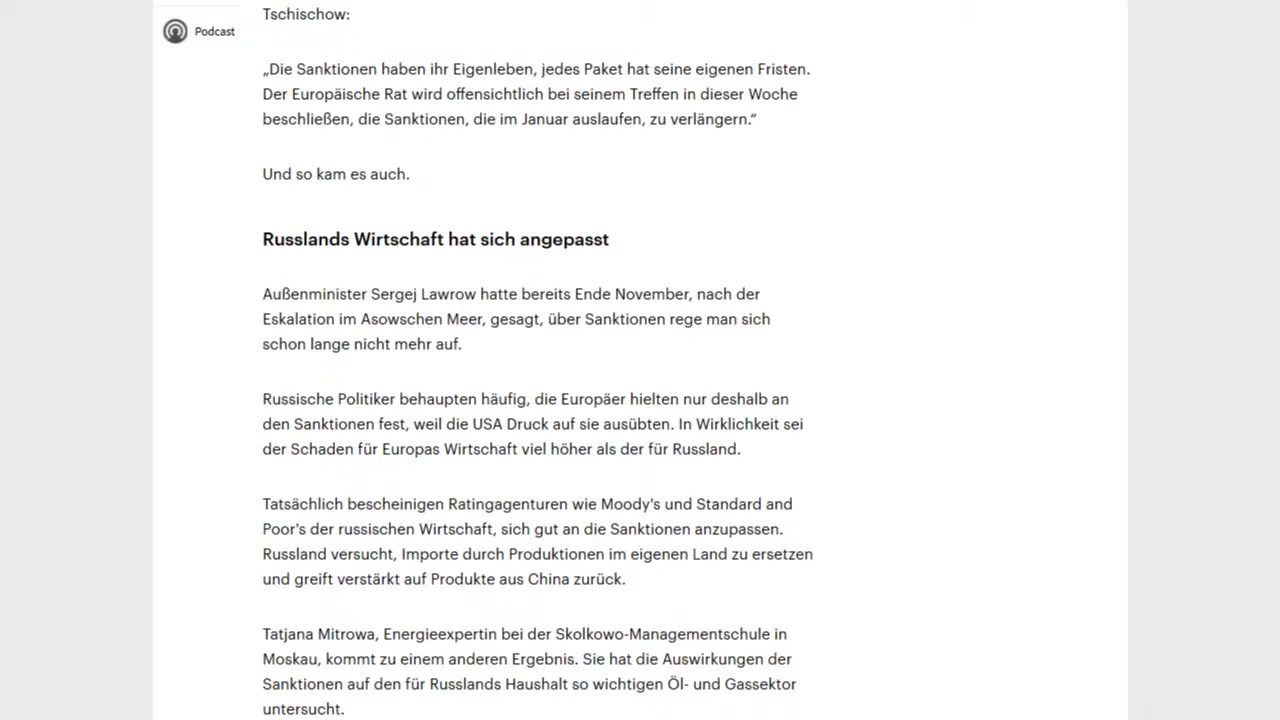 Podcast
Tschischow:
„Die Sanktionen haben ihr Eigenleben, jedes Paket hat seine eigenen Fristen.
Der Europäische Rat wird offensichtlich bei seinem Treffen in dieser Woche
beschließen, die Sanktionen, die im Januar auslaufen, zu verlängern.“
Und so kam es auch.
Russlands Wirtschaft hat sich angepasst
Außenminister Sergej Lawrow hatte bereits Ende November, nach der
Eskalation im Asowschen Meer, gesagt, über Sanktionen rege man sich
schon lange nicht mehr auf.
Russische Politiker behaupten häufig, die Europäer hielten nur deshalb an
den Sanktionen fest, weil die USA Druck auf sie ausübten. In Wirklichkeit sei
der Schaden für Europas Wirtschaft viel höher als der für Russland.
Tatsächlich bescheinigen Ratingagenturen wie Moody's und Standard and
Poor's der russischen Wirtschaft, sich gut an die Sanktionen anzupassen.
Russland versucht, Importe durch Produktionen im eigenen Land zu ersetzen
und greift verstärkt auf Produkte aus China zurück.
Tatjana Mitrowa, Energieexpertin bei der Skolkowo-Managementschule in
Moskau, kommt zu einem anderen Ergebnis. Sie hat die Auswirkungen der
Sanktionen auf den für Russlands Haushalt so wichtigen Öl- und Gassektor
untersucht.